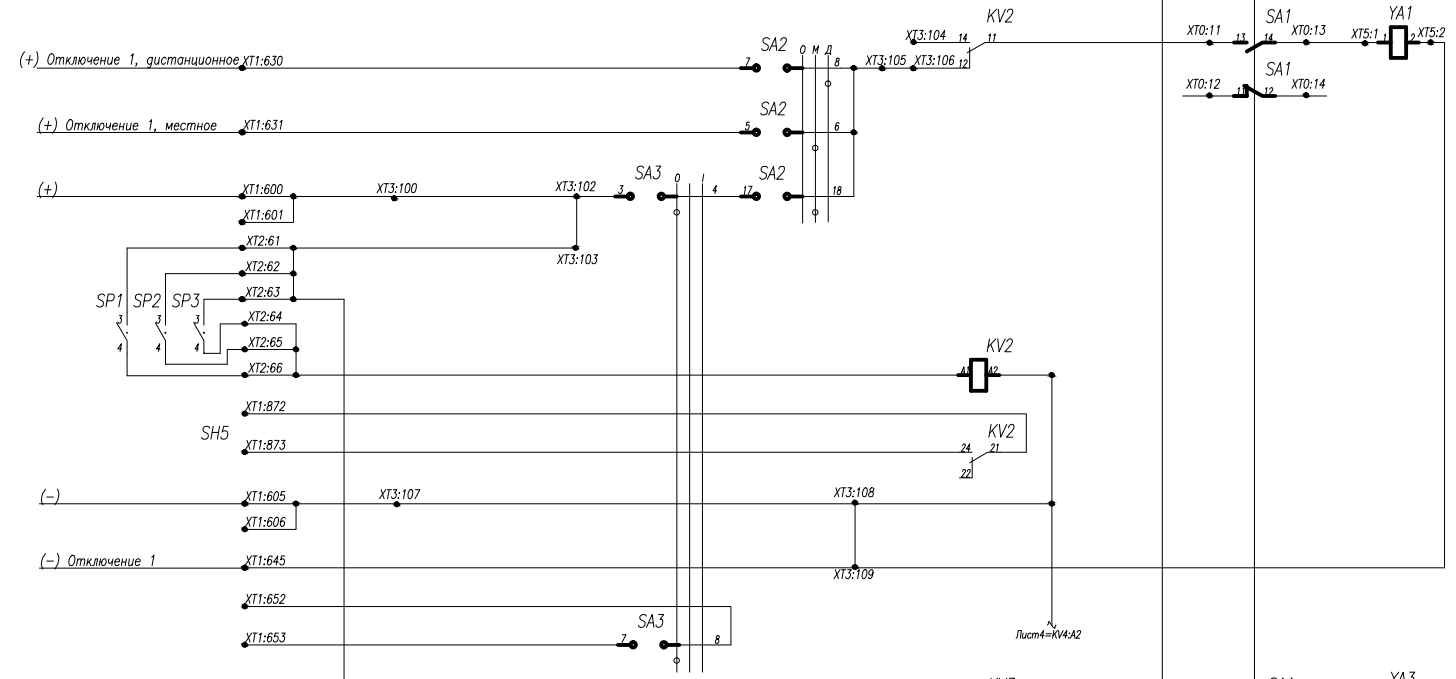 KV2
SA1
YA1
XT3:104 14 11
XT0:11 13 14 XT0:13
XT5:1 1 2 XT5:2
(+) Отключение 1, дистанционное XT1:630
SA2
7 О М Д 8
XT3:105 XT3:106 12
SA1
XT0:12 11 12 XT0:14
(+) Отключение 1, местное XT1:631
SA2
5 6
(+) XT1:600 XT3:100 XT3:102
SA3
3 0 1 4
SA2
17 18
XT1:601
XT2:61
XT3:103
XT2:62
XT2:63
SP1 SP2 SP3
3 3 3
XT2:64
4 4 4
XT2:65
XT2:66
KV2
A1 A2
XT1:872
SH5
KV2
XT1:873 24 21
22
(-) XT1:605 XT3:107 XT3:108
XT1:606
(-) Отключение 1 XT1:645
XT3:109
XT1:652
SA3
XT1:653 7 8
Лист4=KV4:A2
YA3